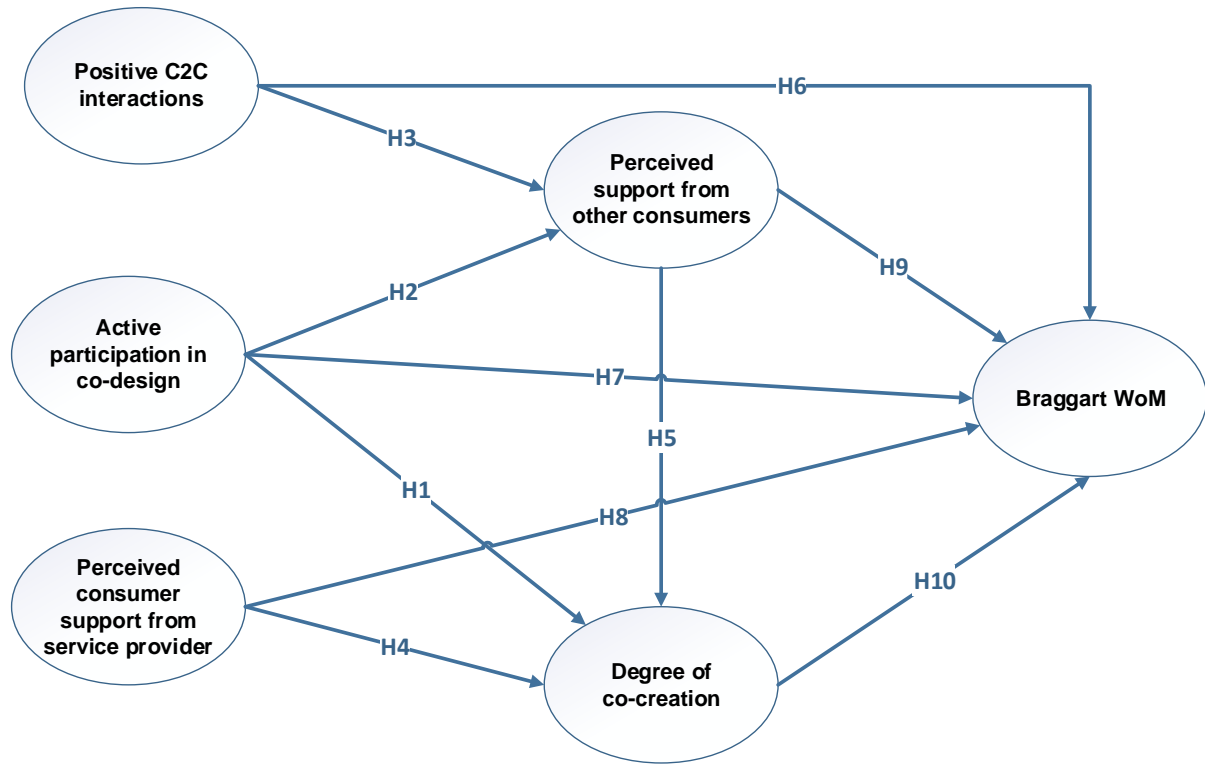 Positive C2C
interactions
H6
H3
Perceived
support from
other consumers
H9
H2
Active
participation in
co-design
H7
Braggart WoM
H5
H1
H8
Perceived
consumer
support from
service provider
H4
H10
Degree of
co-creation